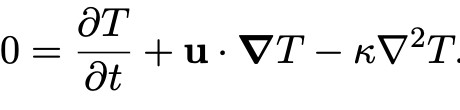 0 = ∂T/∂t + 𝐮 · 𝛁T − κ∇²T.